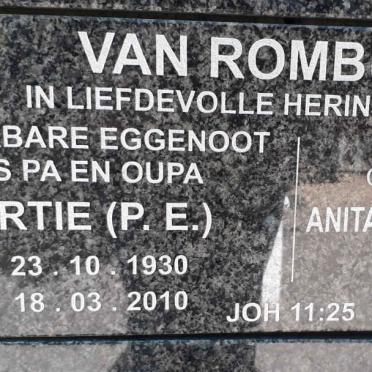 VAN ROMB
IN LIEFDEVOLLE HERIN
RBARE EGGENOOT
S PA EN OUPA
RTIE (P. E.)
ANITA
23 . 10 . 1930
18 . 03 . 2010
JOH 11:25